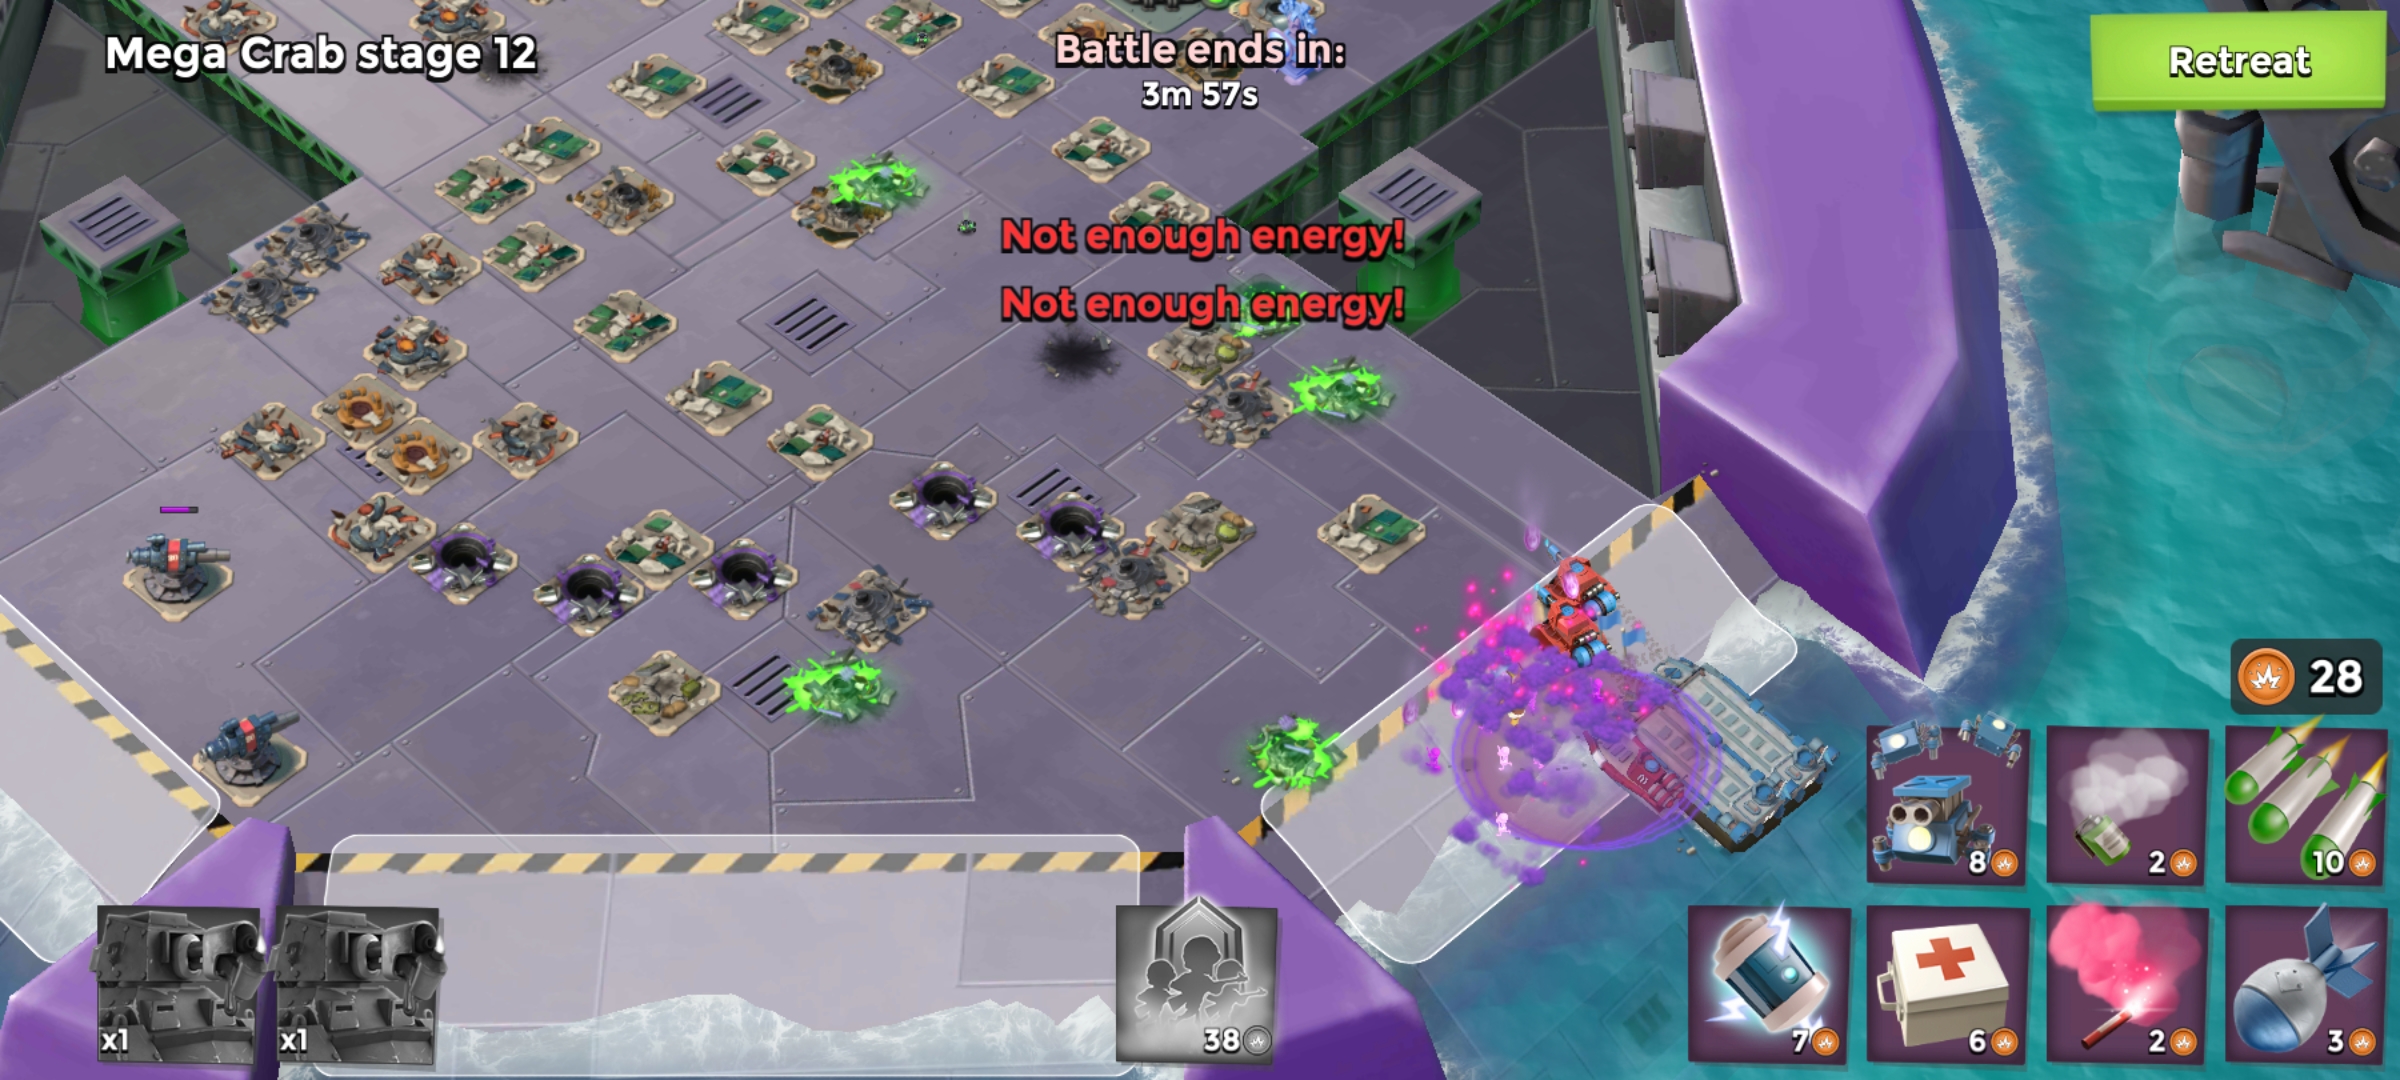 Mega Crab stage 12
Battle ends in:
3m 57s
Retreat
Not enough energy!
Not enough energy!
28
8
2
10
x1
x1
38
7
6
2
3